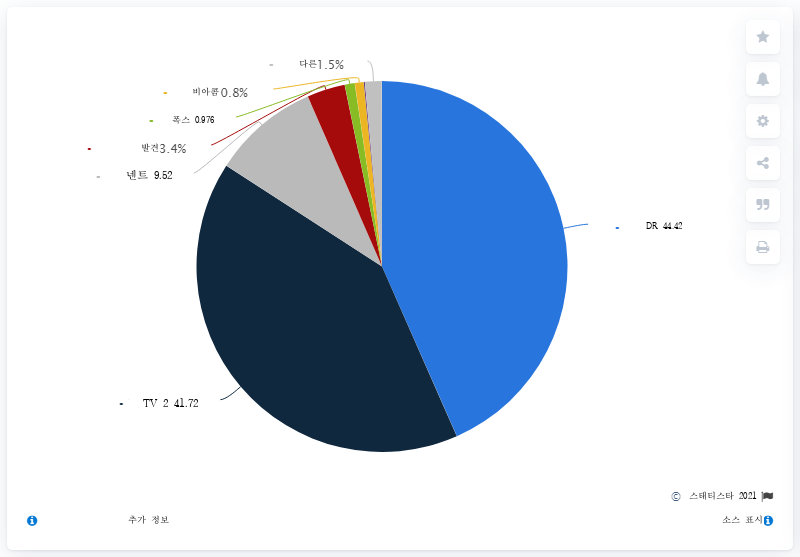 다른1.5%
비아콤0.8%
폭스 0.976
발견3.4%
넨트 9.52
DR 44.42
TV 2 41.72
© 스태티스타 2021
추가 정보
소스 표시